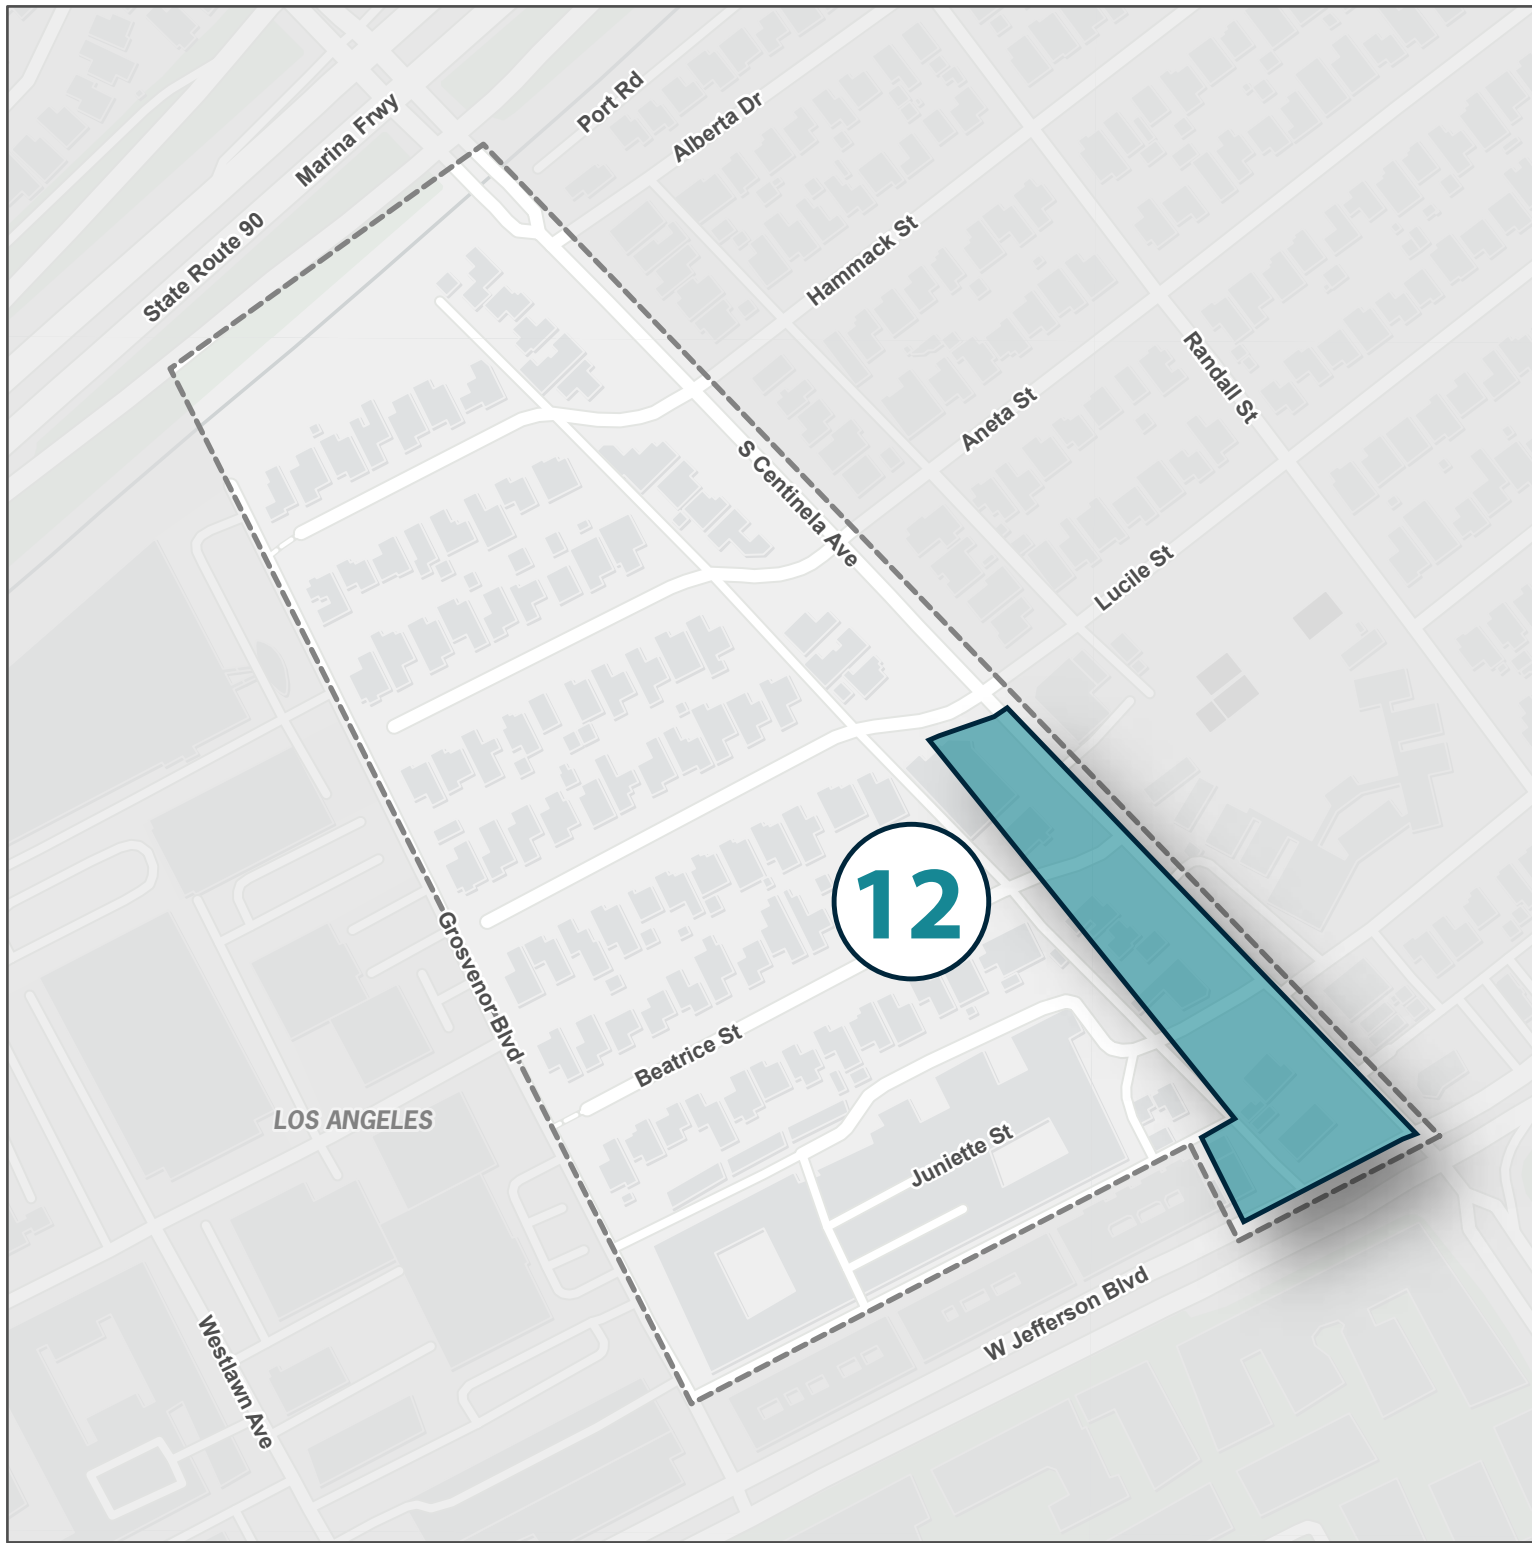 Port Rd
Marina Frwy
Alberta Dr
State Route 90
Hammack St
Randall St
Aneta St
S Centinela Ave
Lucile St
12
Grosvenor Blvd
Beatrice St
LOS ANGELES
Juniette St
W Jefferson Blvd
Westlawn Ave